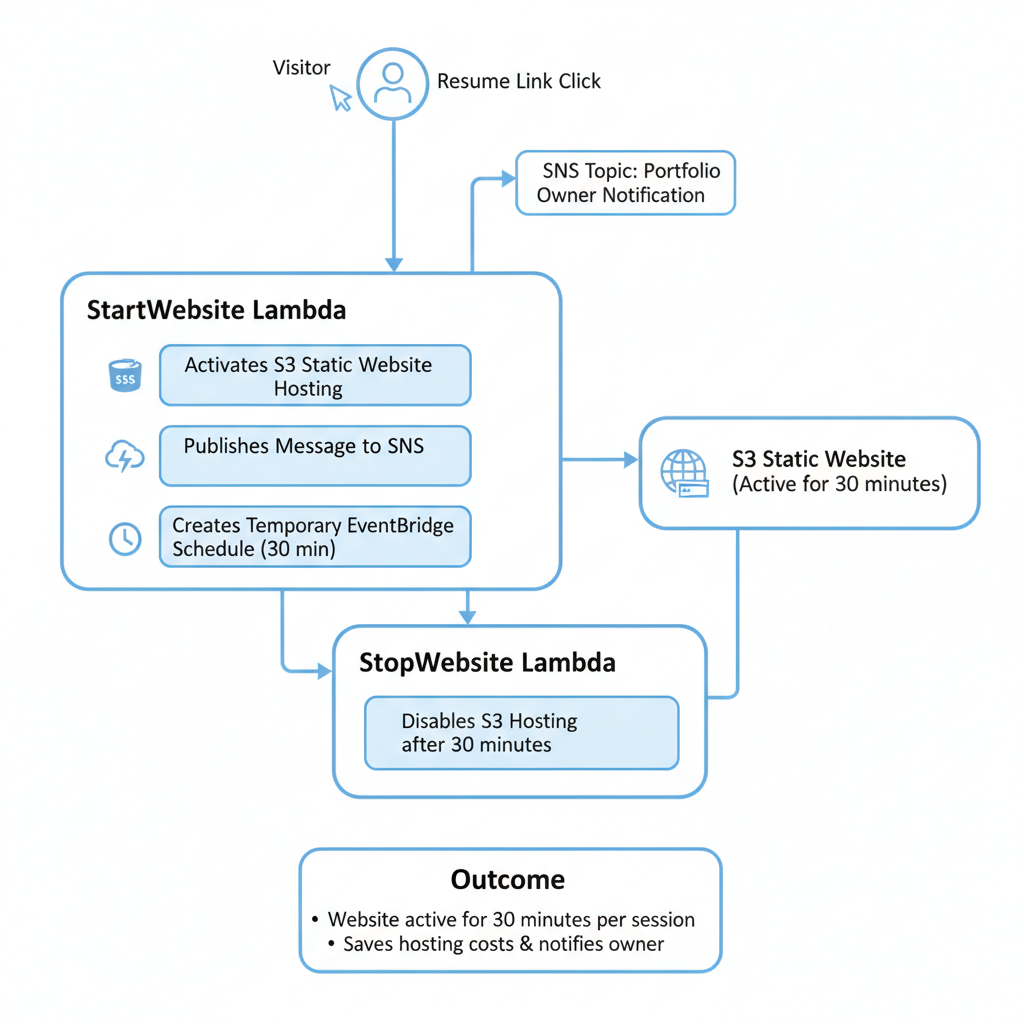 Visitor
Resume Link Click
SNS Topic: Portfolio
Owner Notification
StartWebsite Lambda
SSS
Activates S3 Static Website
Hosting
Publishes Message to SNS
Creates Temporary EventBridge
Schedule (30 min)
S3 Static Website
(Active for 30 minutes)
StopWebsite Lambda
Disables S3 Hosting
after 30 minutes
Outcome
• Website active for 30 minutes per session
• Saves hosting costs & notifies owner